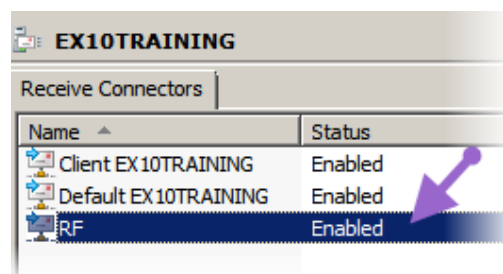 EX10TRAINING
Receive Connectors
Name Status
Client EX10TRAINING Enabled
Default EX10TRAINING Enabled
RF Enabled